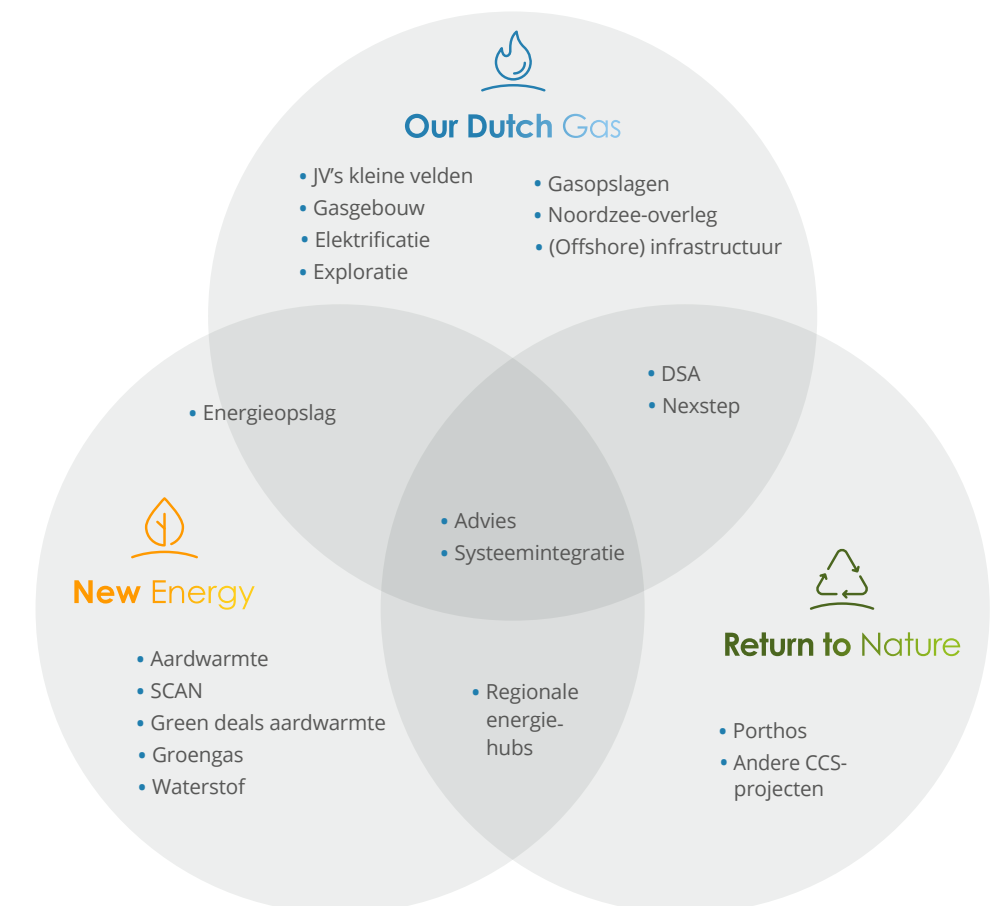 Our Dutch Gas
• JV's kleine velden
• Gasgebouw
• Elektrificatie
• Exploratie
• Gasopslagen
• Noordzee-overleg
• (Offshore) infrastructuur
• DSA
• Nexstep
• Energieopslag
• Advies
• Systeemintegratie
New Energy
• Aardwarmte
• SCAN
• Green deals aardwarmte
• Groengas
• Waterstof
• Regionale
energie-
hubs
Return to Nature
• Porthos
• Andere CCS-
projecten